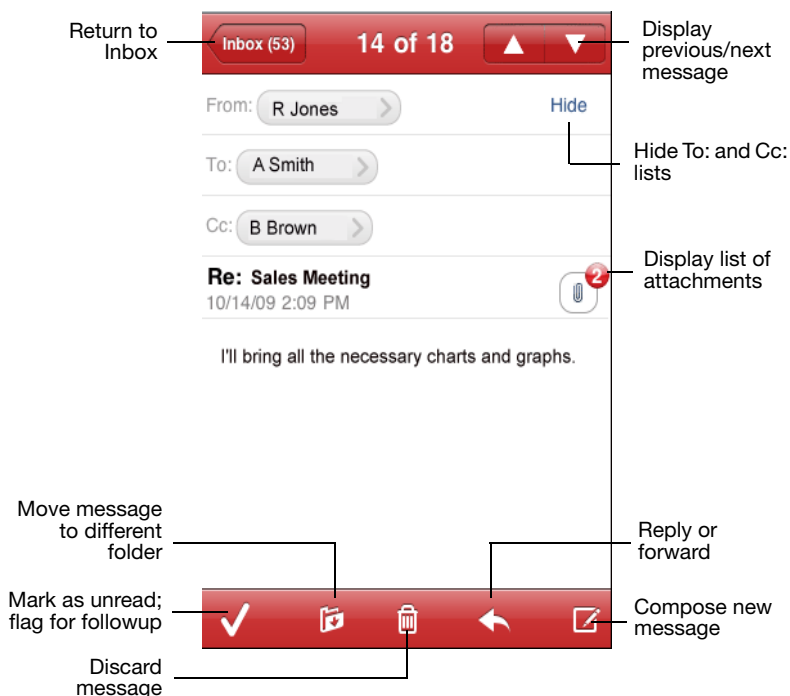 Return to
Inbox
Inbox (53)
14 of 18
Display
previous/next
message
From: R Jones
Hide
Hide To: and Cc:
lists
To: A Smith
Cc: B Brown
Re: Sales Meeting
10/14/09 2:09 PM
2
Display list of
attachments
I'll bring all the necessary charts and graphs.
Move message
to different
folder
Reply or
forward
Mark as unread;
flag for followup
Compose new
message
Discard
message